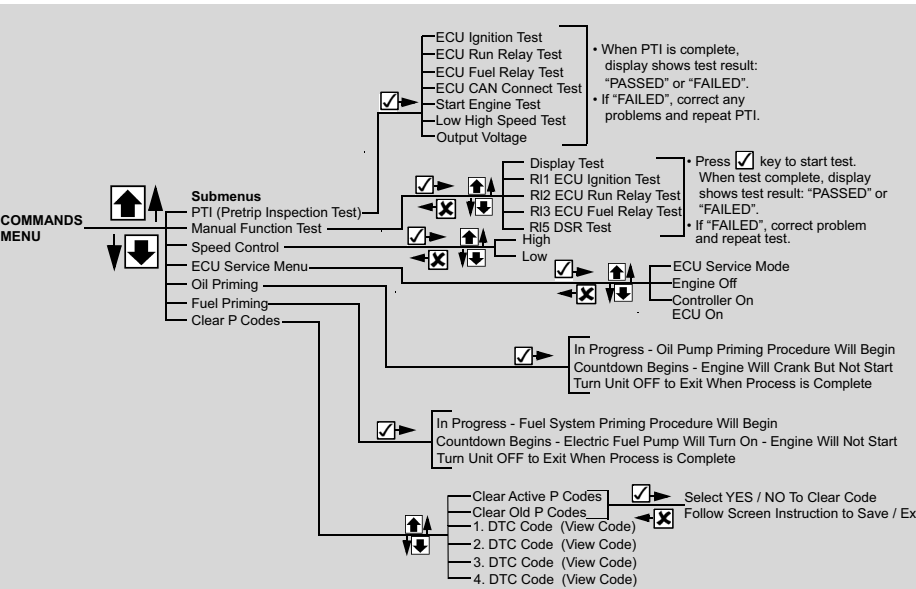 COMMANDS
MENU
Submenus
PTI (Pretrip Inspection Test)
Manual Function Test
Speed Control
ECU Service Menu
Oil Priming
Fuel Priming
Clear P Codes
ECU Ignition Test
ECU Run Relay Test
ECU Fuel Relay Test
ECU CAN Connect Test
Start Engine Test
Low High Speed Test
Output Voltage
• When PTI is complete,
display shows test result:
“PASSED” or “FAILED”.
• If “FAILED”, correct any
problems and repeat PTI.
Display Test
RI1 ECU Ignition Test
RI2 ECU Run Relay Test
RI3 ECU Fuel Relay Test
RI5 DSR Test
• Press key to start test.
When test complete, display
shows test result: “PASSED” or
“FAILED”.
• If “FAILED”, correct problem
and repeat test.
High
Low
ECU Service Mode
Engine Off
Controller On
ECU On
In Progress - Oil Pump Priming Procedure Will Begin
Countdown Begins - Engine Will Crank But Not Start
Turn Unit OFF to Exit When Process is Complete
In Progress - Fuel System Priming Procedure Will Begin
Countdown Begins - Electric Fuel Pump Will Turn On - Engine Will Not Start
Turn Unit OFF to Exit When Process is Complete
Clear Active P Codes
Clear Old P Codes
1. DTC Code (View Code)
2. DTC Code (View Code)
3. DTC Code (View Code)
4. DTC Code (View Code)
Select YES / NO To Clear Code
Follow Screen Instruction to Save / Ex